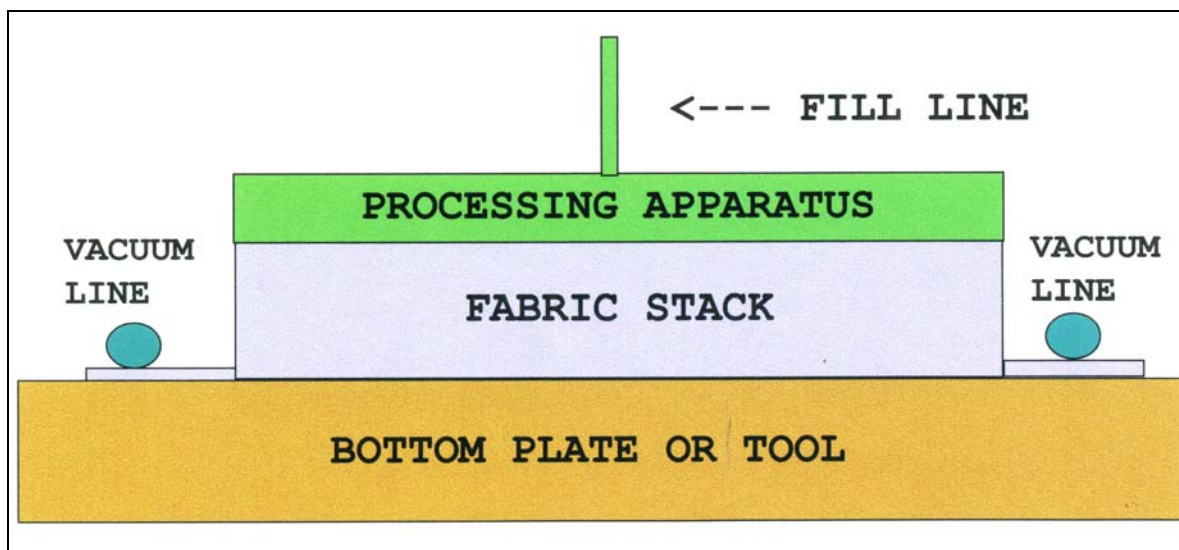 <--- FILL LINE
PROCESSING APPARATUS
VACUUM
LINE
VACUUM
LINE
FABRIC STACK
BOTTOM PLATE OR TOOL